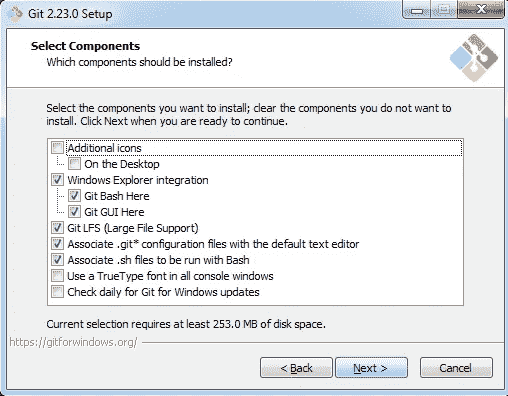 Git 2.23.0 Setup
Select Components
Which components should be installed?
Select the components you want to install; clear the components you do not want to
install. Click Next when you are ready to continue.
Additional icons
On the Desktop
Windows Explorer integration
Git Bash Here
Git GUI Here
Git LFS (Large File Support)
Associate .git* configuration files with the default text editor
Associate .sh files to be run with Bash
Use a TrueType font in all console windows
Check daily for Git for Windows updates
Current selection requires at least 253.0 MB of disk space.
https://gitforwindows.org/
< Back Next > Cancel